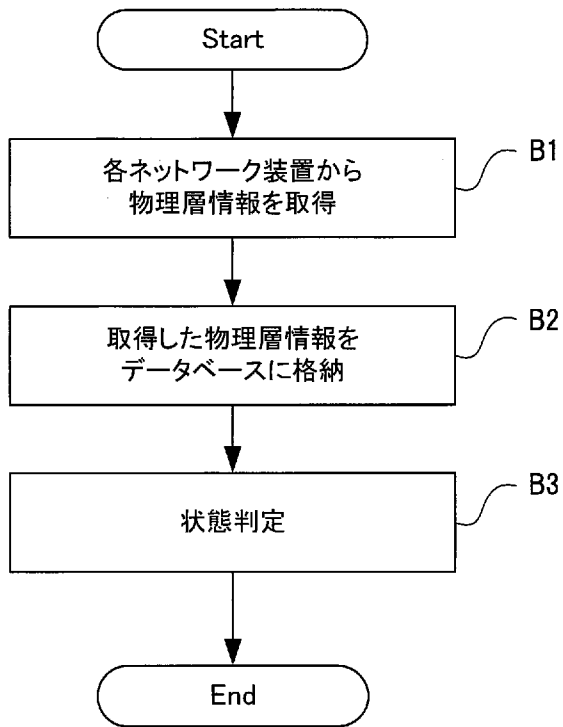 Start
各ネットワーク装置から
物理層情報を取得
B1
取得した物理層情報を
データベースに格納
B2
状態判定
B3
End